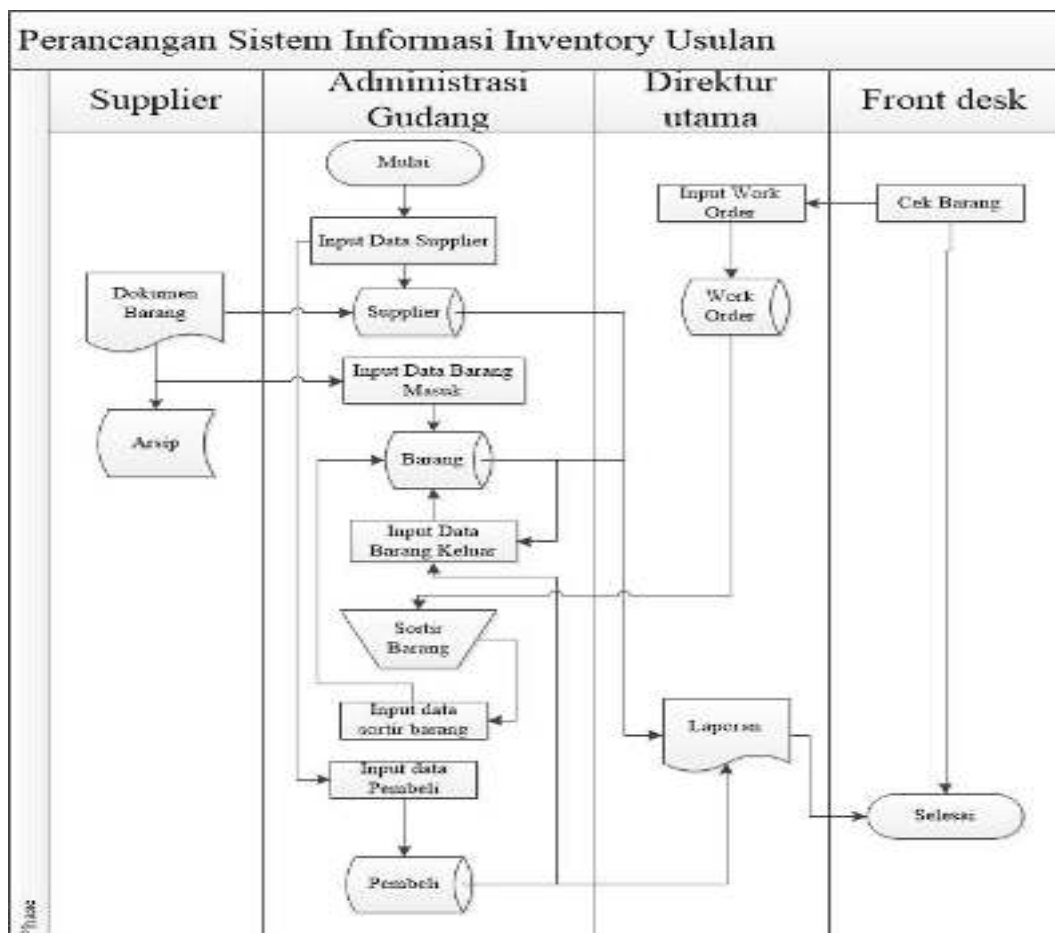 Perancangan Sistem Informasi Inventory Usulan
Supplier
Administrasi
Gudang
Direktur
utama
Front desk
Mulai
Input Work
Order
Cek Barang
Input Data Supplier
Dokumen
Barang
Supplier
Work
Order
Input Data Barang
Masuk
Arsip
Barang
Input Data
Barang Keluar
Sortir
Barang
Input data
sortir barang
Laporan
Input data
Pembeli
Selesai
Pembeli
Phase